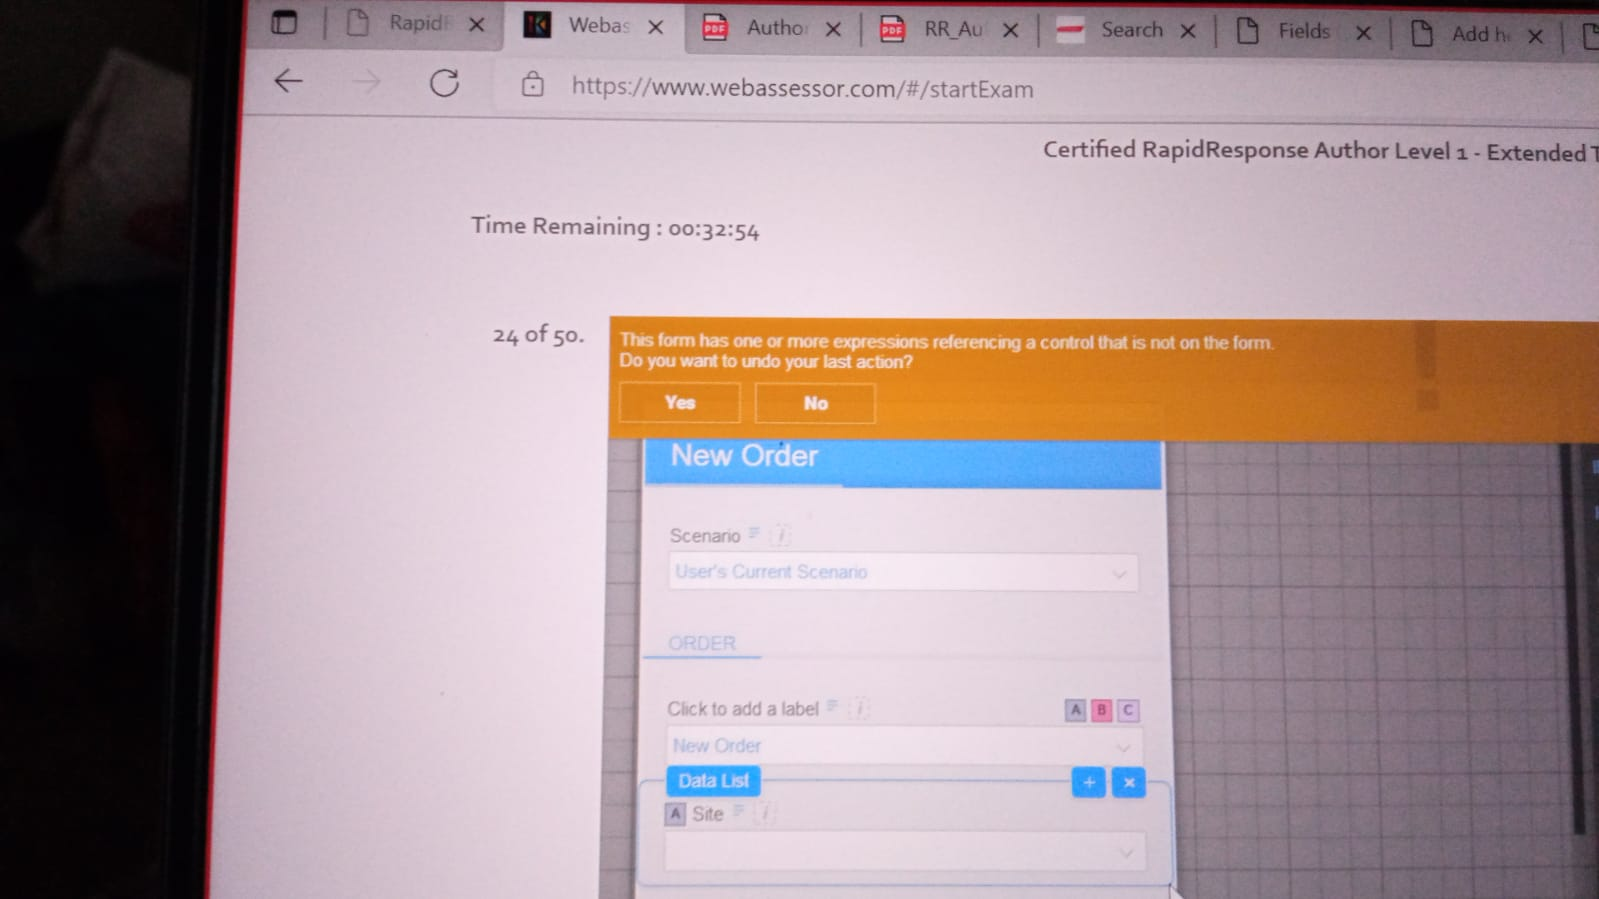 RapidR
Webas
Autho
RR_Au
Search
Fields
Add h
https://www.webassessor.com/#/startExam
Certified RapidResponse Author Level 1 - Extended T
Time Remaining : 00:32:54
24 of 50.
This form has one or more expressions referencing a control that is not on the form.
Do you want to undo your last action?
Yes No
New Order
Scenario
User's Current Scenario
ORDER
Click to add a label A B C
New Order
Data List
A Site